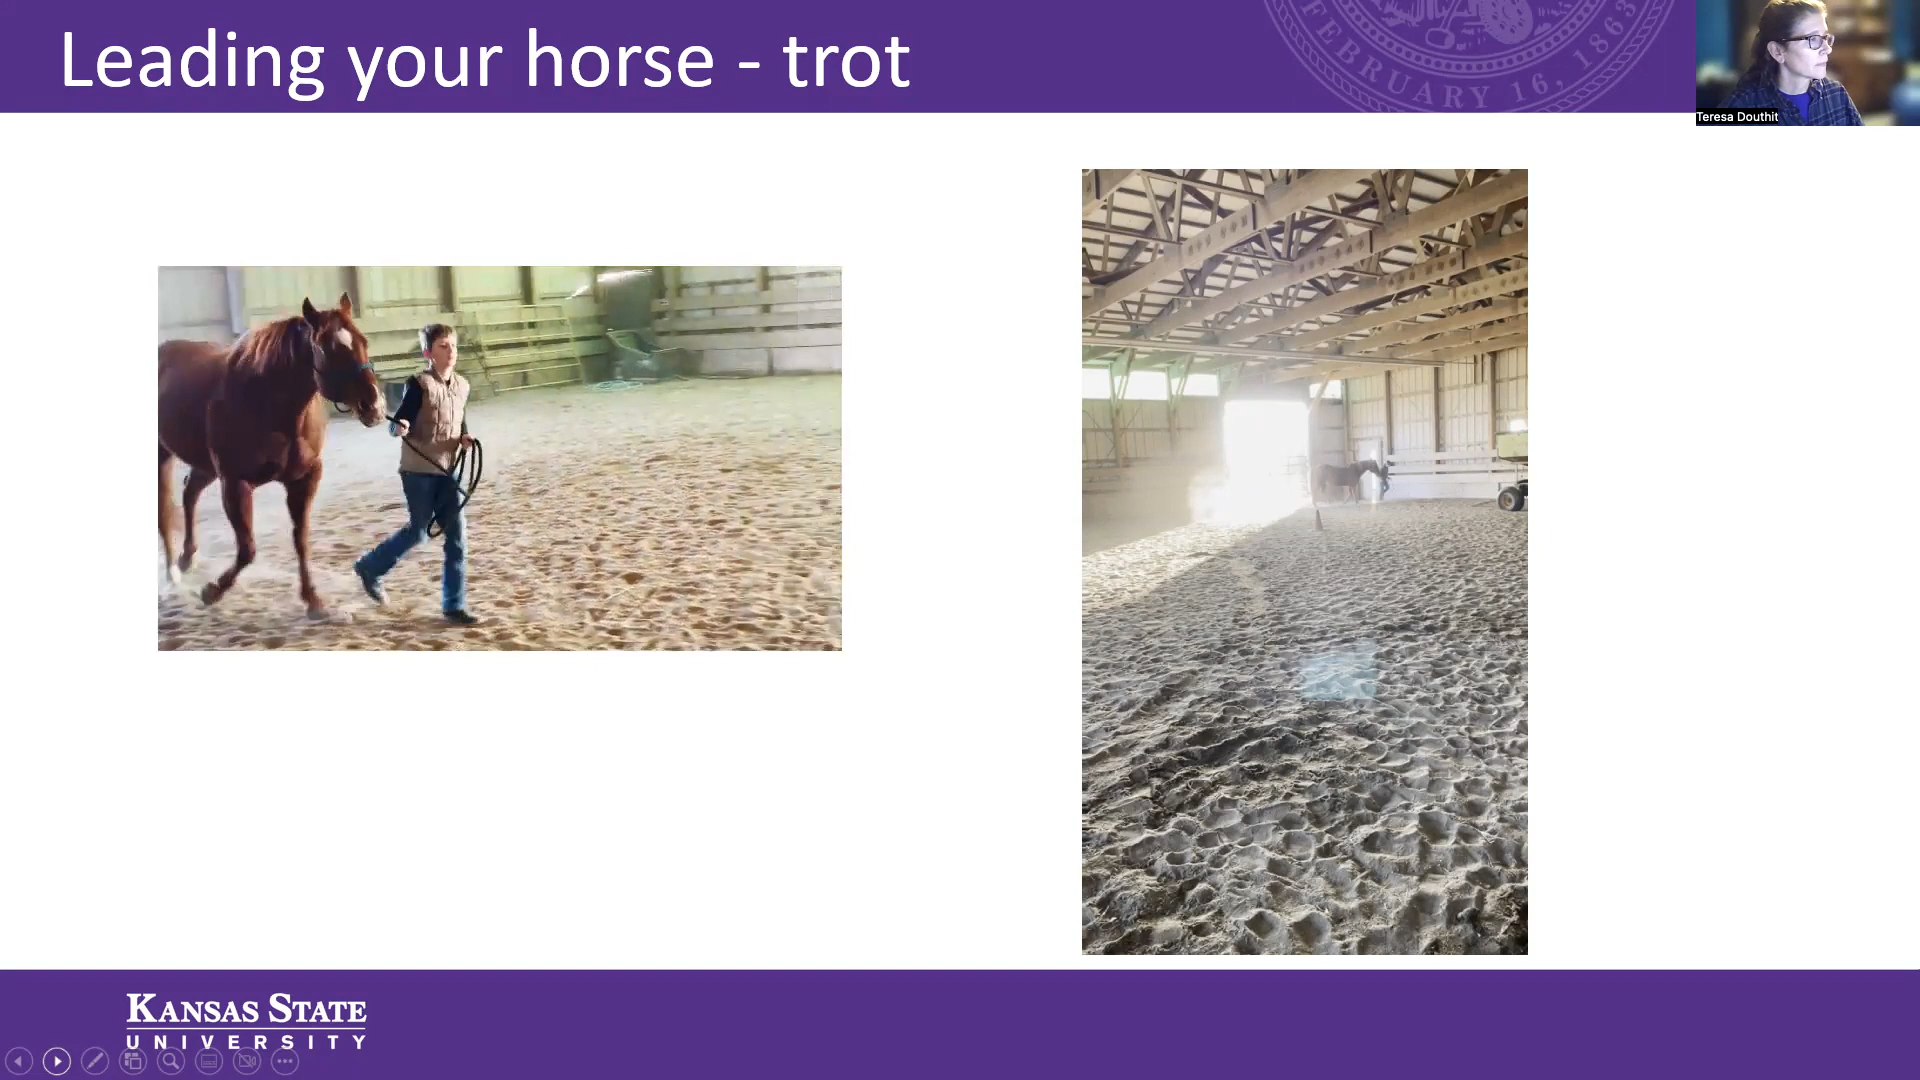 Leading your horse - trot
FEBRUARY 16, 1863
Teresa Douthit
KANSAS STATE
UNIVERSITY